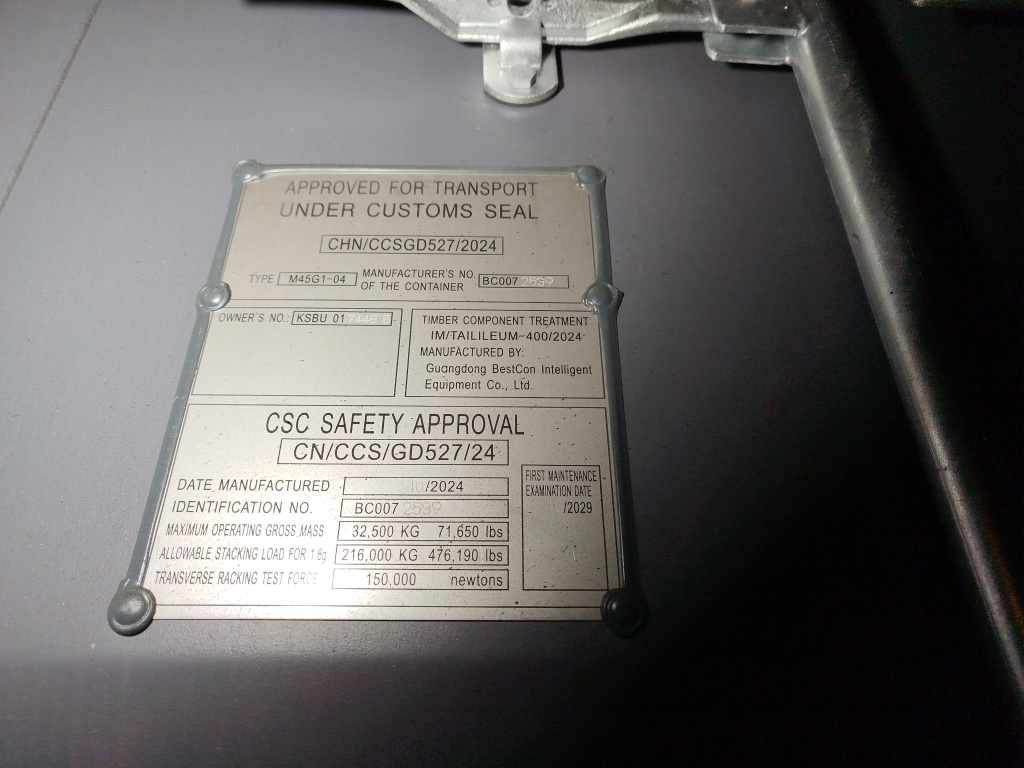 APPROVED FOR TRANSPORT
UNDER CUSTOMS SEAL
CHN/CCSGD527/2024
TYPE M45G1-04 MANUFACTURER'S NO. OF THE CONTAINER BC007
OWNER'S NO.: KSBU 01
TIMBER COMPONENT TREATMENT
IM/TAILILEUM-400/2024
MANUFACTURED BY:
Guangdong BestCon Intelligent
Equipment Co., Ltd.
CSC SAFETY APPROVAL
CN/CCS/GD527/24
DATE MANUFACTURED /2024
IDENTIFICATION NO. BC007
MAXIMUM OPERATING GROSS MASS 32,500 KG 71,650 lbs
ALLOWABLE STACKING LOAD FOR 1.8g 216,000 KG 476,190 lbs
TRANSVERSE RACKING TEST FORCE 150,000 newtons
FIRST MAINTENANCE
EXAMINATION DATE
/2029